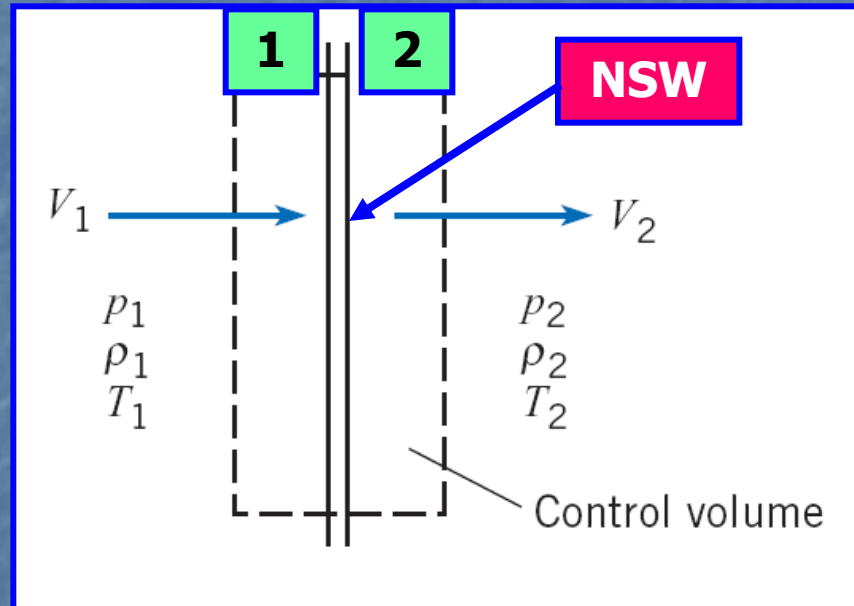 1 2
NSW
V₁ V₂
p₁ p₂
ρ₁ ρ₂
T₁ T₂
Control volume